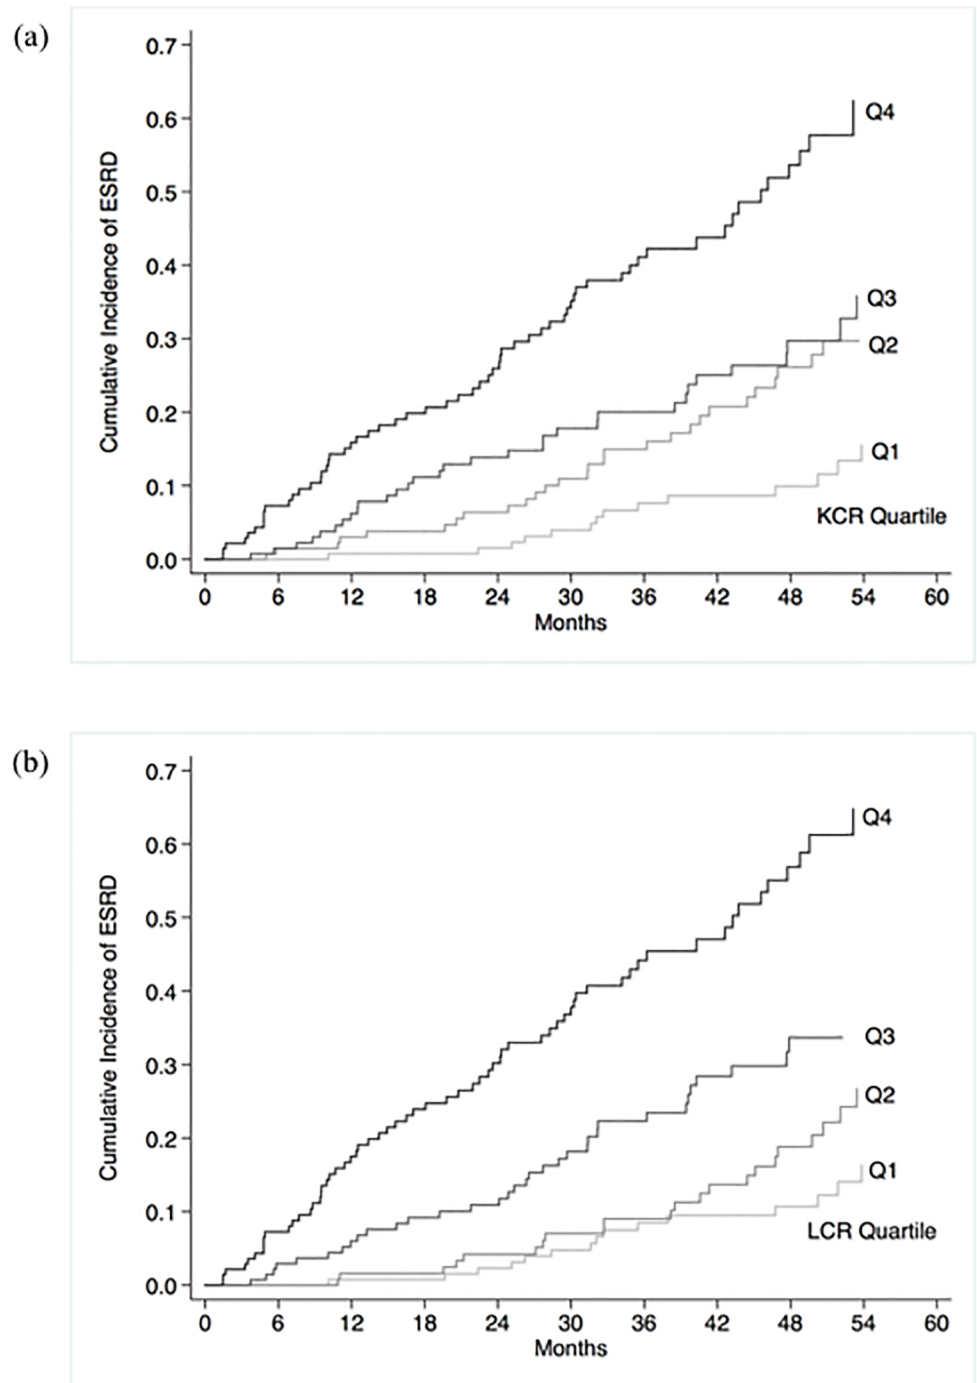 (a)
Cumulative Incidence of ESRD
0.7
0.6
0.5
0.4
0.3
0.2
0.1
0.0
Q4
Q3
Q2
Q1
KCR Quartile
0 6 12 18 24 30 36 42 48 54 60
Months
(b)
Cumulative Incidence of ESRD
0.7
0.6
0.5
0.4
0.3
0.2
0.1
0.0
Q4
Q3
Q2
Q1
LCR Quartile
0 6 12 18 24 30 36 42 48 54 60
Months